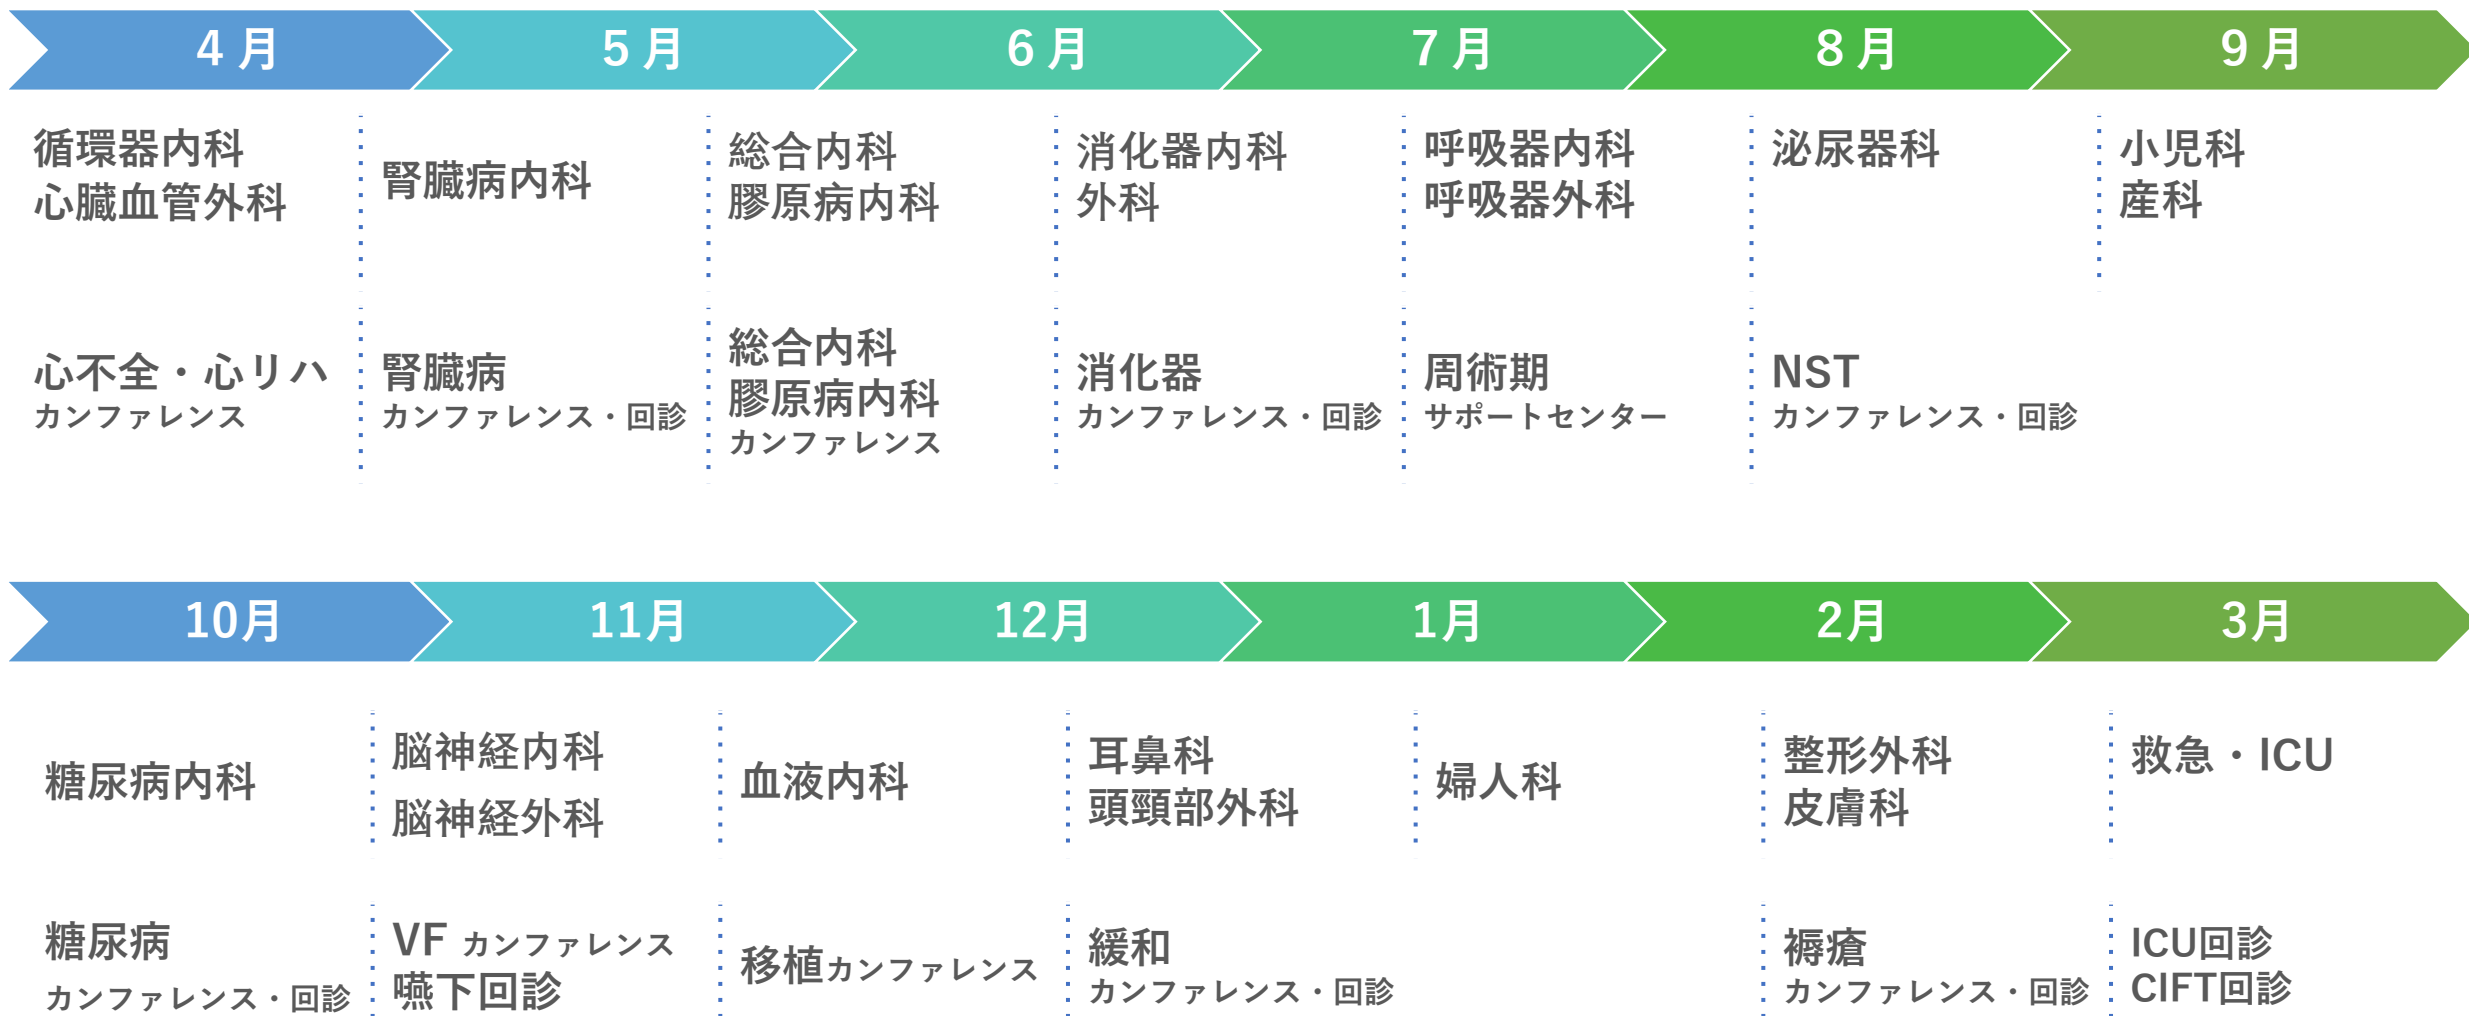 4月
5月
6月
7月
8月
9月
循環器内科
心臓血管外科
腎臓病内科
総合内科
膠原病内科
消化器内科
外科
呼吸器内科
呼吸器外科
泌尿器科
小児科
産科
心不全・心リハ
カンファレンス
腎臓病
カンファレンス・回診
総合内科
膠原病内科
カンファレンス
消化器
カンファレンス・回診
周術期
サポートセンター
NST
カンファレンス・回診
10月
11月
12月
1月
2月
3月
糖尿病内科
脳神経内科
脳神経外科
血液内科
耳鼻科
頭頸部外科
婦人科
整形外科
皮膚科
救急・ICU
糖尿病
カンファレンス・回診
VF カンファレンス
嚥下回診
移植カンファレンス
緩和
カンファレンス・回診
褥瘡
カンファレンス・回診
ICU回診
CIFT回診